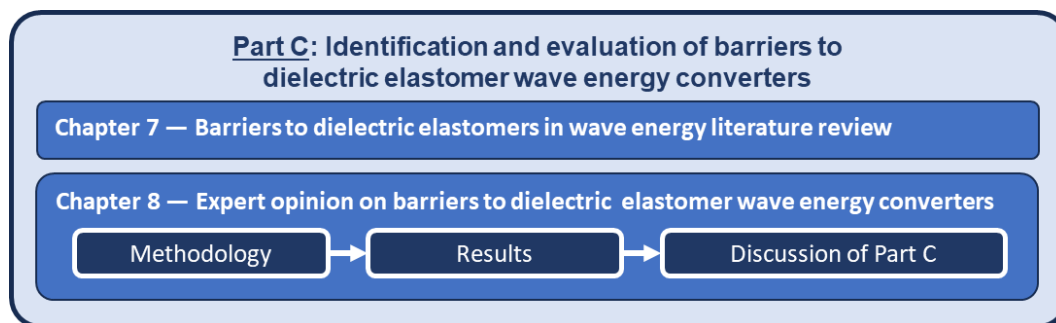 Part C: Identification and evaluation of barriers to
dielectric elastomer wave energy converters
Chapter 7 — Barriers to dielectric elastomers in wave energy literature review
Chapter 8 — Expert opinion on barriers to dielectric elastomer wave energy converters
Methodology
Results
Discussion of Part C